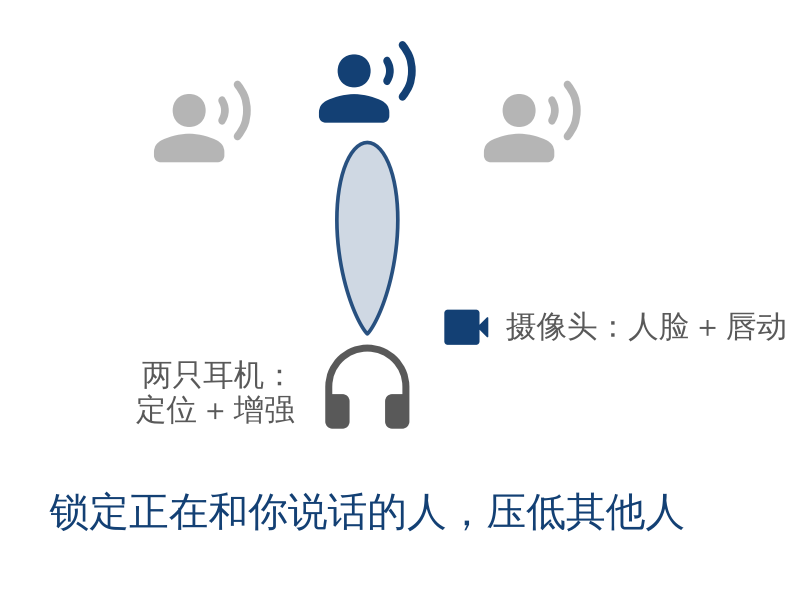 摄像头：人脸 + 唇动
两只耳机：
定位 + 增强
锁定正在和你说话的人，压低其他人